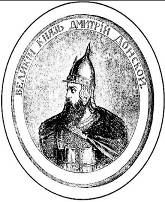 ВЕЛИКІЙ КНЯЗЬ ДМИТРІЙ ДОНСКОЙ